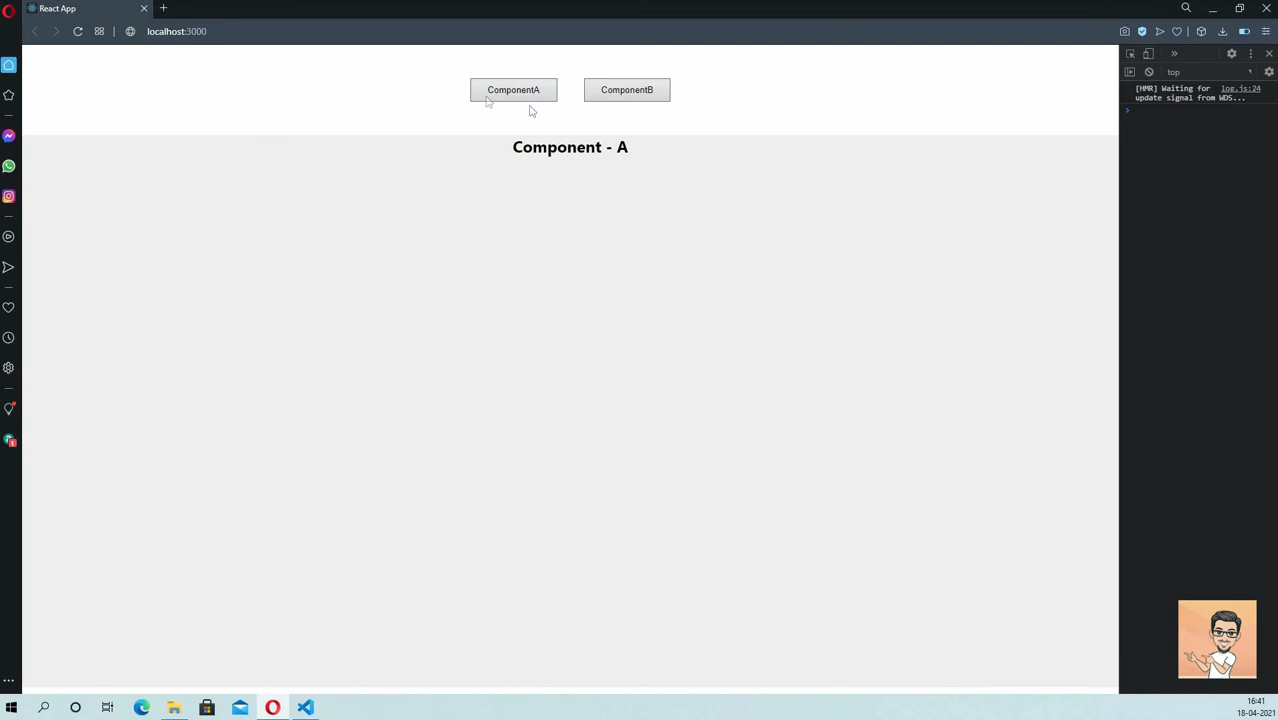 React App
localhost:3000
ComponentA
ComponentB
top
[HMR] Waiting for log.js:24
update signal from WDS...
Component - A
1
16:41
18-04-2021